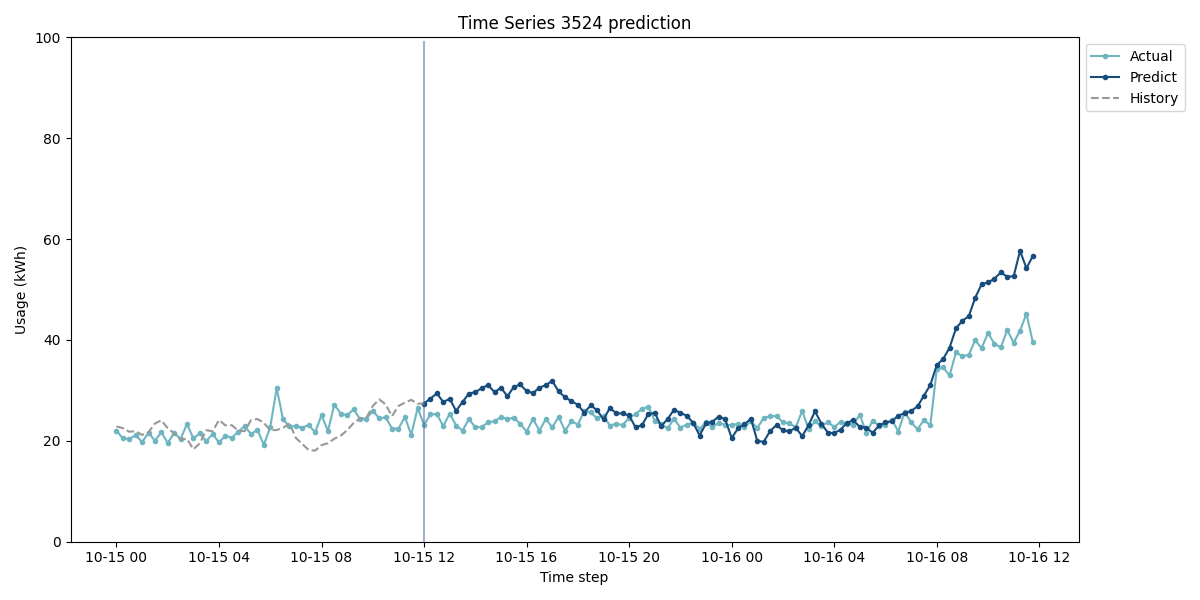 Time Series 3524 prediction
Usage (kWh)
100
80
60
40
20
0
10-15 00
10-15 04
10-15 08
10-15 12
10-15 16
10-15 20
10-16 00
10-16 04
10-16 08
10-16 12
Time step
Actual
Predict
History